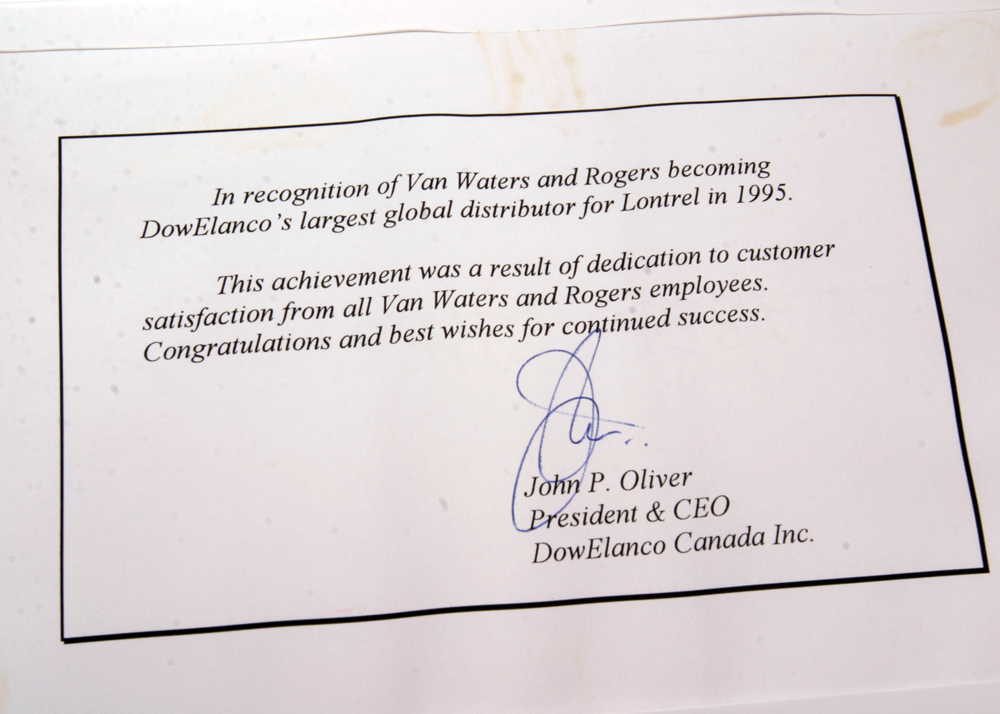 In recognition of Van Waters and Rogers becoming
DowElanco's largest global distributor for Lontrel in 1995.
This achievement was a result of dedication to customer
satisfaction from all Van Waters and Rogers employees.
Congratulations and best wishes for continued success.
John P. Oliver
President & CEO
DowElanco Canada Inc.